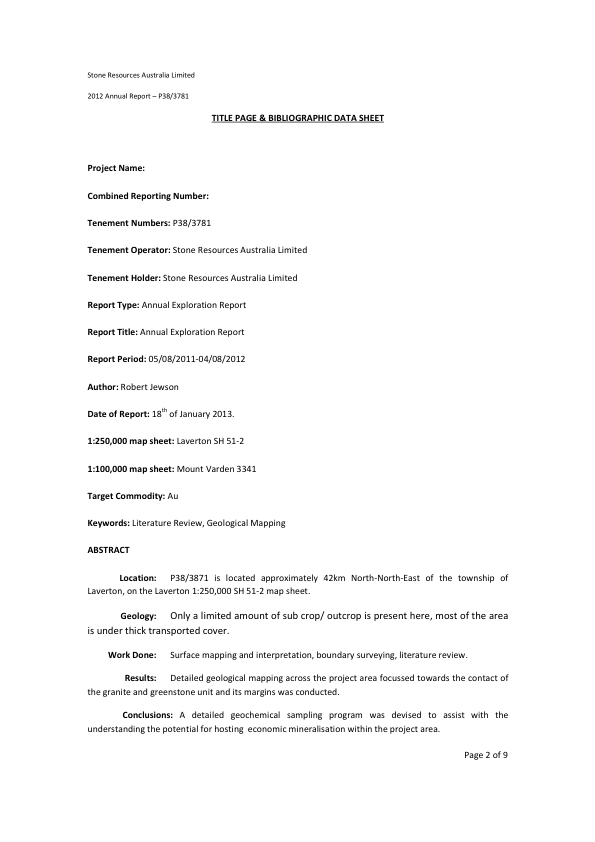 Stone Resources Australia Limited
2012 Annual Report – P38/3781
TITLE PAGE & BIBLIOGRAPHIC DATA SHEET
Project Name:
Combined Reporting Number:
Tenement Numbers: P38/3781
Tenement Operator: Stone Resources Australia Limited
Tenement Holder: Stone Resources Australia Limited
Report Type: Annual Exploration Report
Report Title: Annual Exploration Report
Report Period: 05/08/2011-04/08/2012
Author: Robert Jewson
Date of Report: 18th of January 2013.
1:250,000 map sheet: Laverton SH 51-2
1:100,000 map sheet: Mount Varden 3341
Target Commodity: Au
Keywords: Literature Review, Geological Mapping
ABSTRACT
Location: P38/3871 is located approximately 42km North-North-East of the township of
Laverton, on the Laverton 1:250,000 SH 51-2 map sheet.
Geology: Only a limited amount of sub crop/ outcrop is present here, most of the area
is under thick transported cover.
Work Done: Surface mapping and interpretation, boundary surveying, literature review.
Results: Detailed geological mapping across the project area focussed towards the contact of
the granite and greenstone unit and its margins was conducted.
Conclusions: A detailed geochemical sampling program was devised to assist with the
understanding the potential for hosting economic mineralisation within the project area.
Page 2 of 9